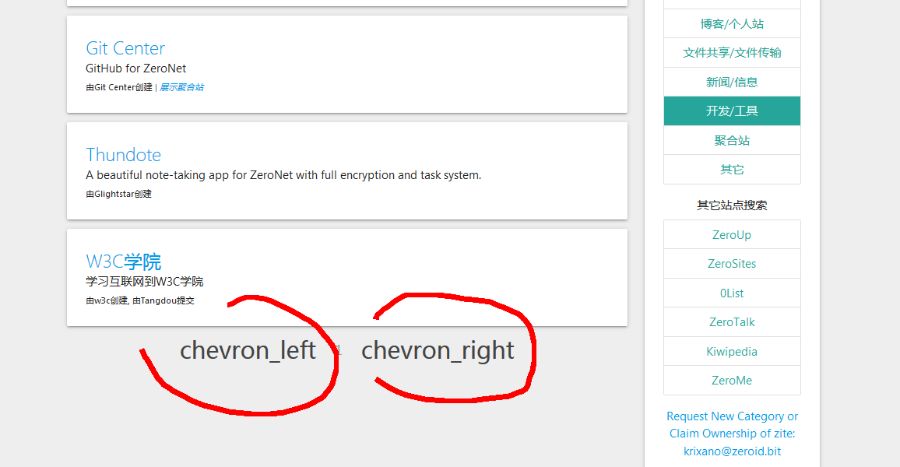 Git Center
GitHub for ZeroNet
由Git Center创建 | 展示聚合站
Thundote
A beautiful note-taking app for ZeroNet with full encryption and task system.
由Glightstar创建
W3C学院
学习互联网到W3C学院
由w3c创建, 由Tangdou提交
chevron_left 1 chevron_right
博客/个人站
文件共享/文件传输
新闻/信息
开发/工具
聚合站
其它
其它站点搜索
ZeroUp
ZeroSites
0List
ZeroTalk
Kiwipedia
ZeroMe
Request New Category or
Claim Ownership of zite:
krixano@zeroid.bit